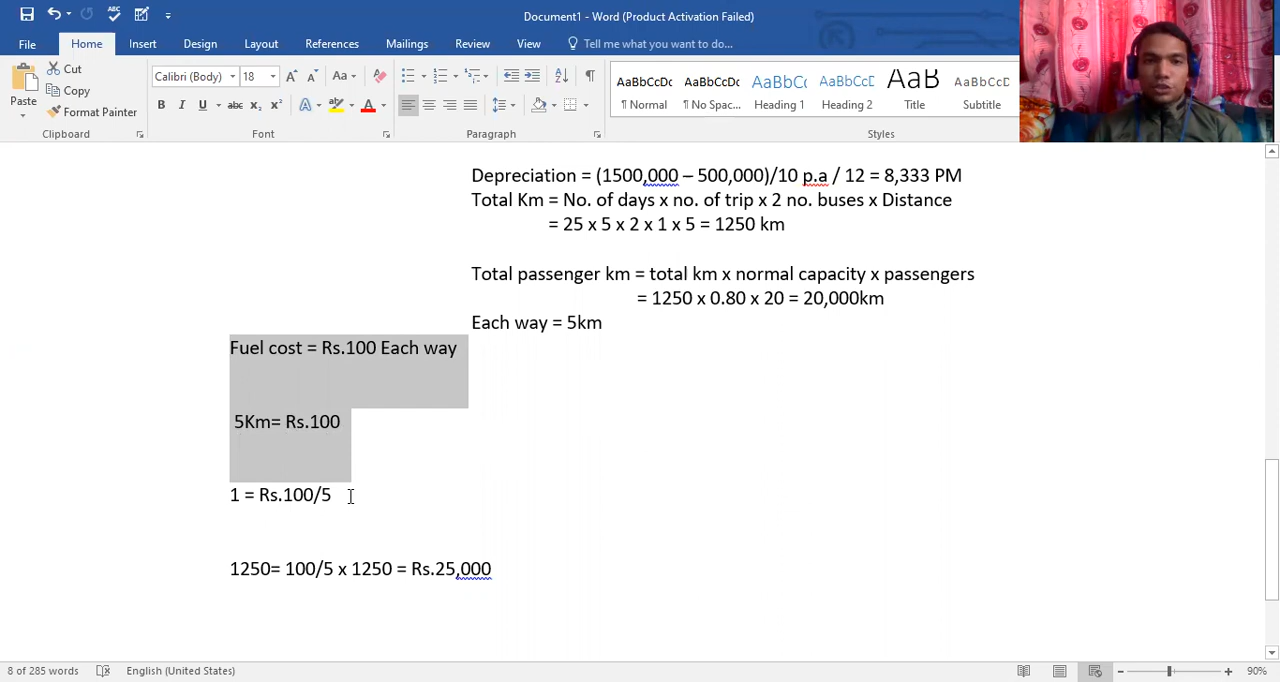 Document1 - Word (Product Activation Failed)
File Home Insert Design Layout References Mailings Review View Tell me what you want to do...
Paste
Cut
Copy
Format Painter
Clipboard
Calibri (Body) 18
Font
Paragraph
AaBbCcDc AaBbCcDc AaBbCc AaBbCcE AaB AaBbCcD
¶ Normal ¶ No Spac... Heading 1 Heading 2 Title Subtitle
Styles
Depreciation = (1500,000 – 500,000)/10 p.a / 12 = 8,333 PM
Total Km = No. of days x no. of trip x 2 no. buses x Distance
= 25 x 5 x 2 x 1 x 5 = 1250 km
Total passenger km = total km x normal capacity x passengers
= 1250 x 0.80 x 20 = 20,000km
Each way = 5km
Fuel cost = Rs.100 Each way
5Km= Rs.100
1 = Rs.100/5
1250= 100/5 x 1250 = Rs.25,000
8 of 285 words English (United States) 90%